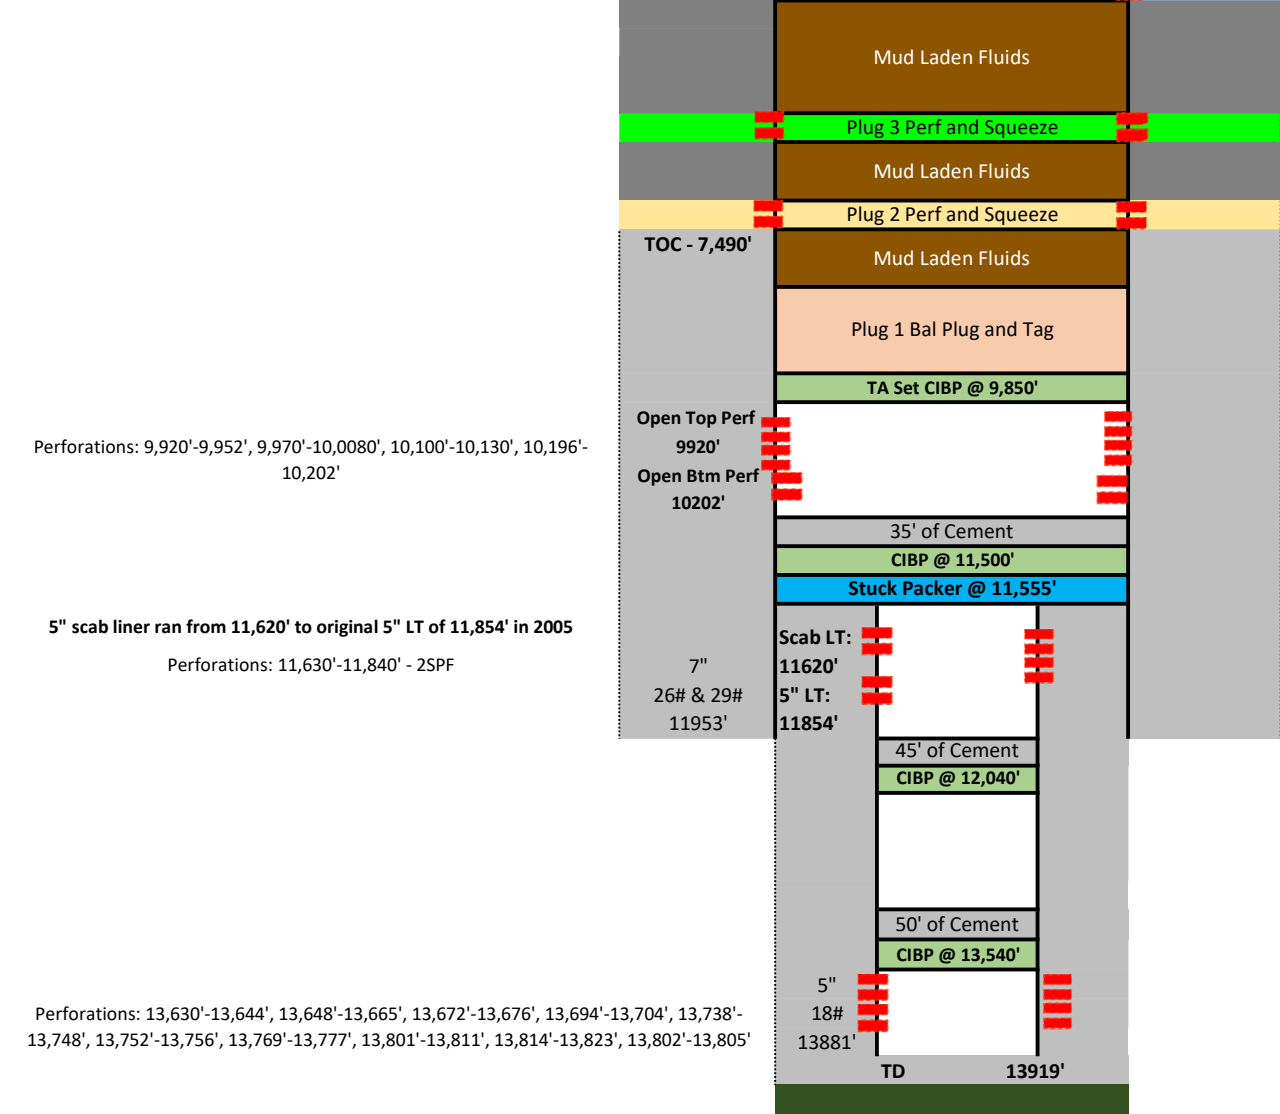 Mud Laden Fluids
Plug 3 Perf and Squeeze
Mud Laden Fluids
Plug 2 Perf and Squeeze
TOC - 7,490'
Mud Laden Fluids
Plug 1 Bal Plug and Tag
TA Set CIBP @ 9,850'
Open Top Perf
9920'
Open Btm Perf
10202'
Perforations: 9,920'-9,952', 9,970'-10,0080', 10,100'-10,130', 10,196'-
10,202'
35' of Cement
CIBP @ 11,500'
Stuck Packer @ 11,555'
5" scab liner ran from 11,620' to original 5" LT of 11,854' in 2005
Perforations: 11,630'-11,840' - 2SPF
7"
26# & 29#
11953'
Scab LT:
11620'
5" LT:
11854'
45' of Cement
CIBP @ 12,040'
50' of Cement
CIBP @ 13,540'
5"
18#
13881'
Perforations: 13,630'-13,644', 13,648'-13,665', 13,672'-13,676', 13,694'-13,704', 13,738'-
13,748', 13,752'-13,756', 13,769'-13,777', 13,801'-13,811', 13,814'-13,823', 13,802'-13,805'
TD 13919'